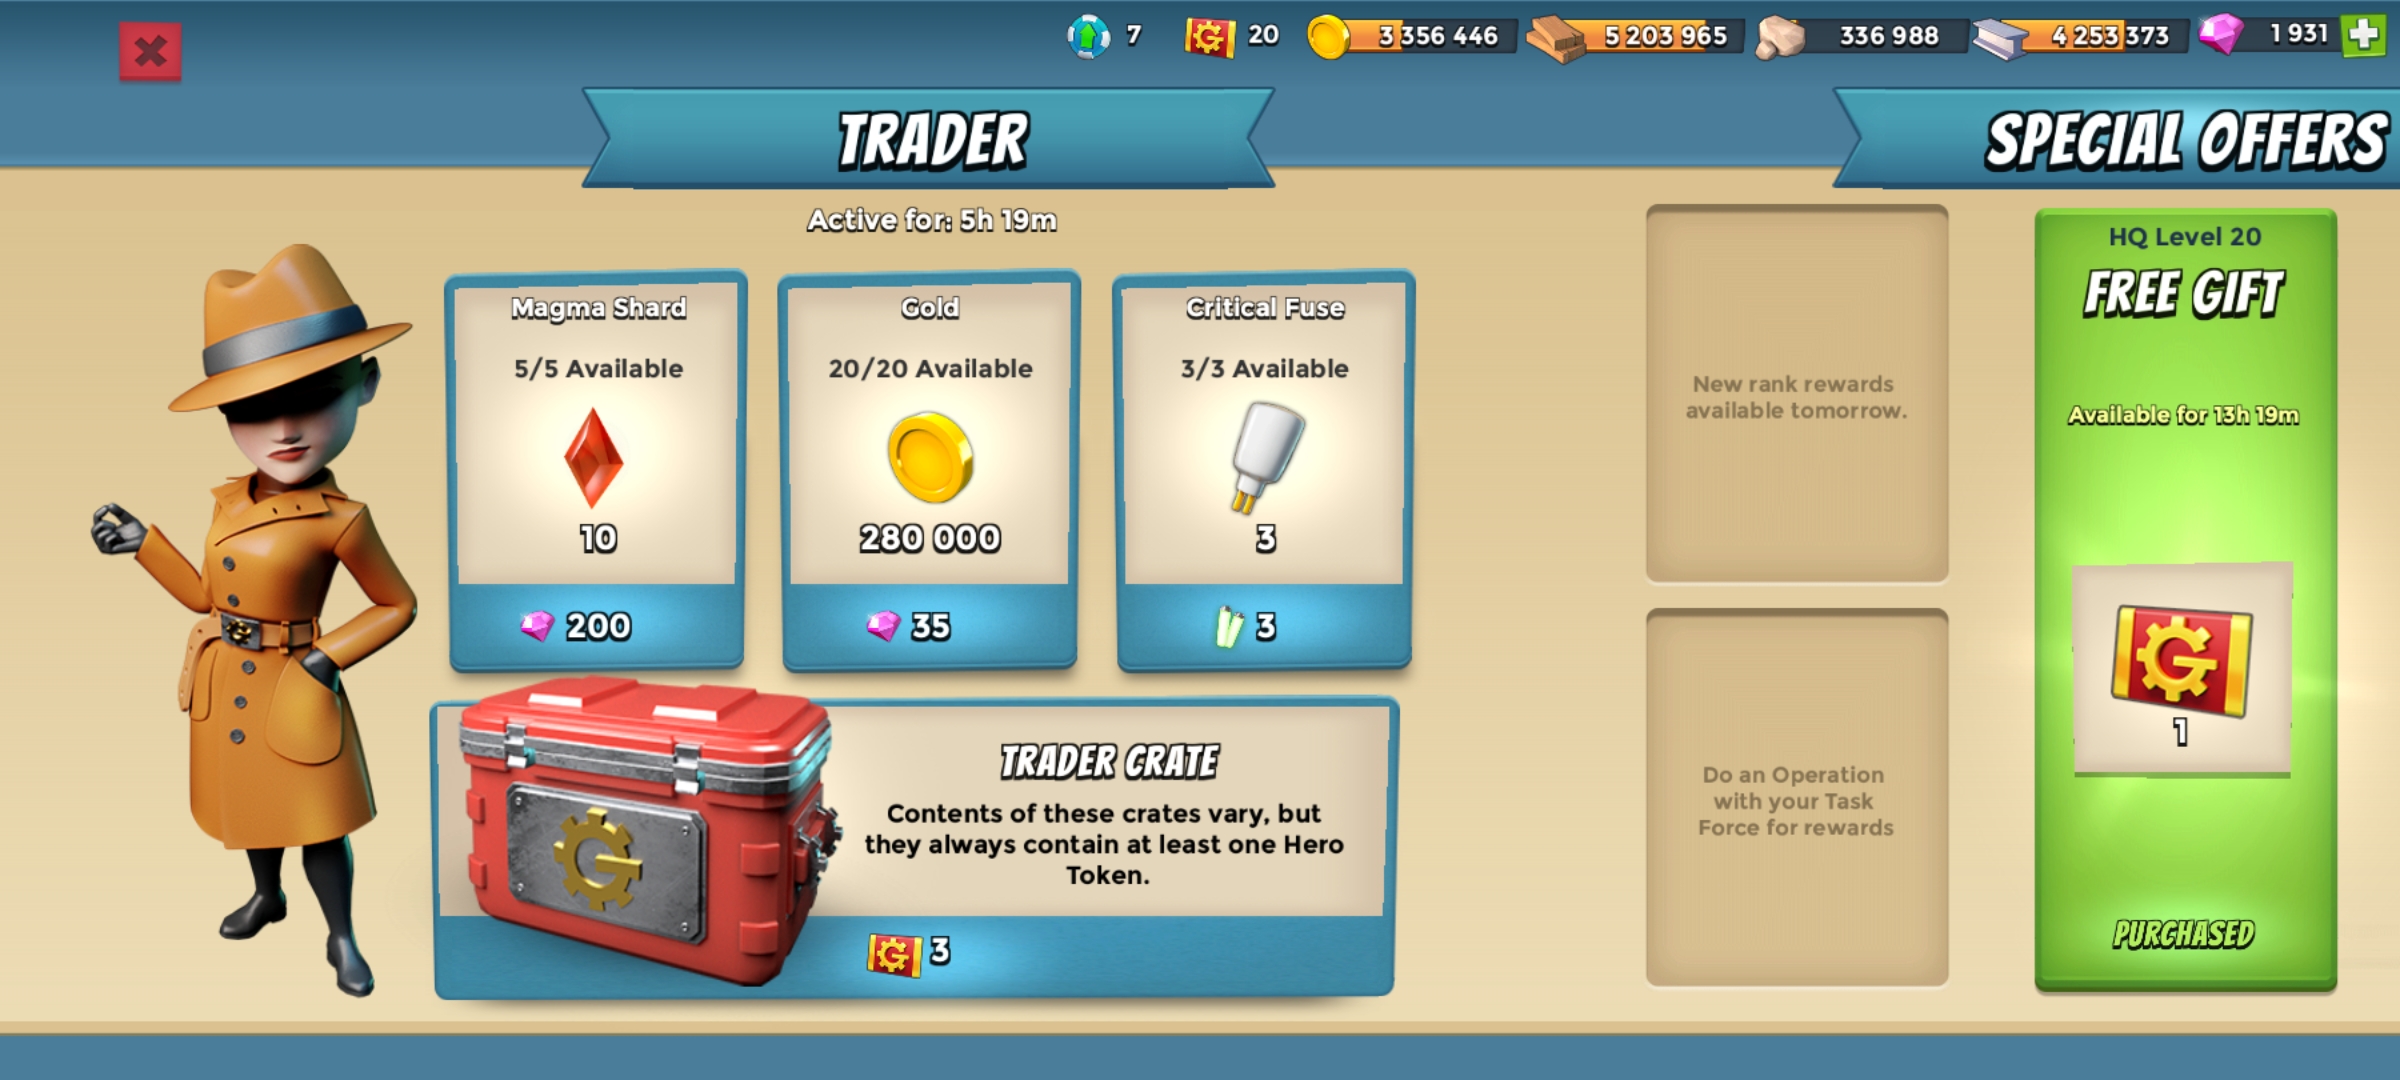 7
20
3 356 446
5 203 965
336 988
4 253 373
1 931
TRADER
SPECIAL OFFERS
Active for: 5h 19m
Magma Shard
5/5 Available
10
200
Gold
20/20 Available
280 000
35
Critical Fuse
3/3 Available
3
3
TRADER CRATE
Contents of these crates vary, but
they always contain at least one Hero
Token.
3
New rank rewards
available tomorrow.
Do an Operation
with your Task
Force for rewards
HQ Level 20
FREE GIFT
Available for 13h 19m
1
PURCHASED